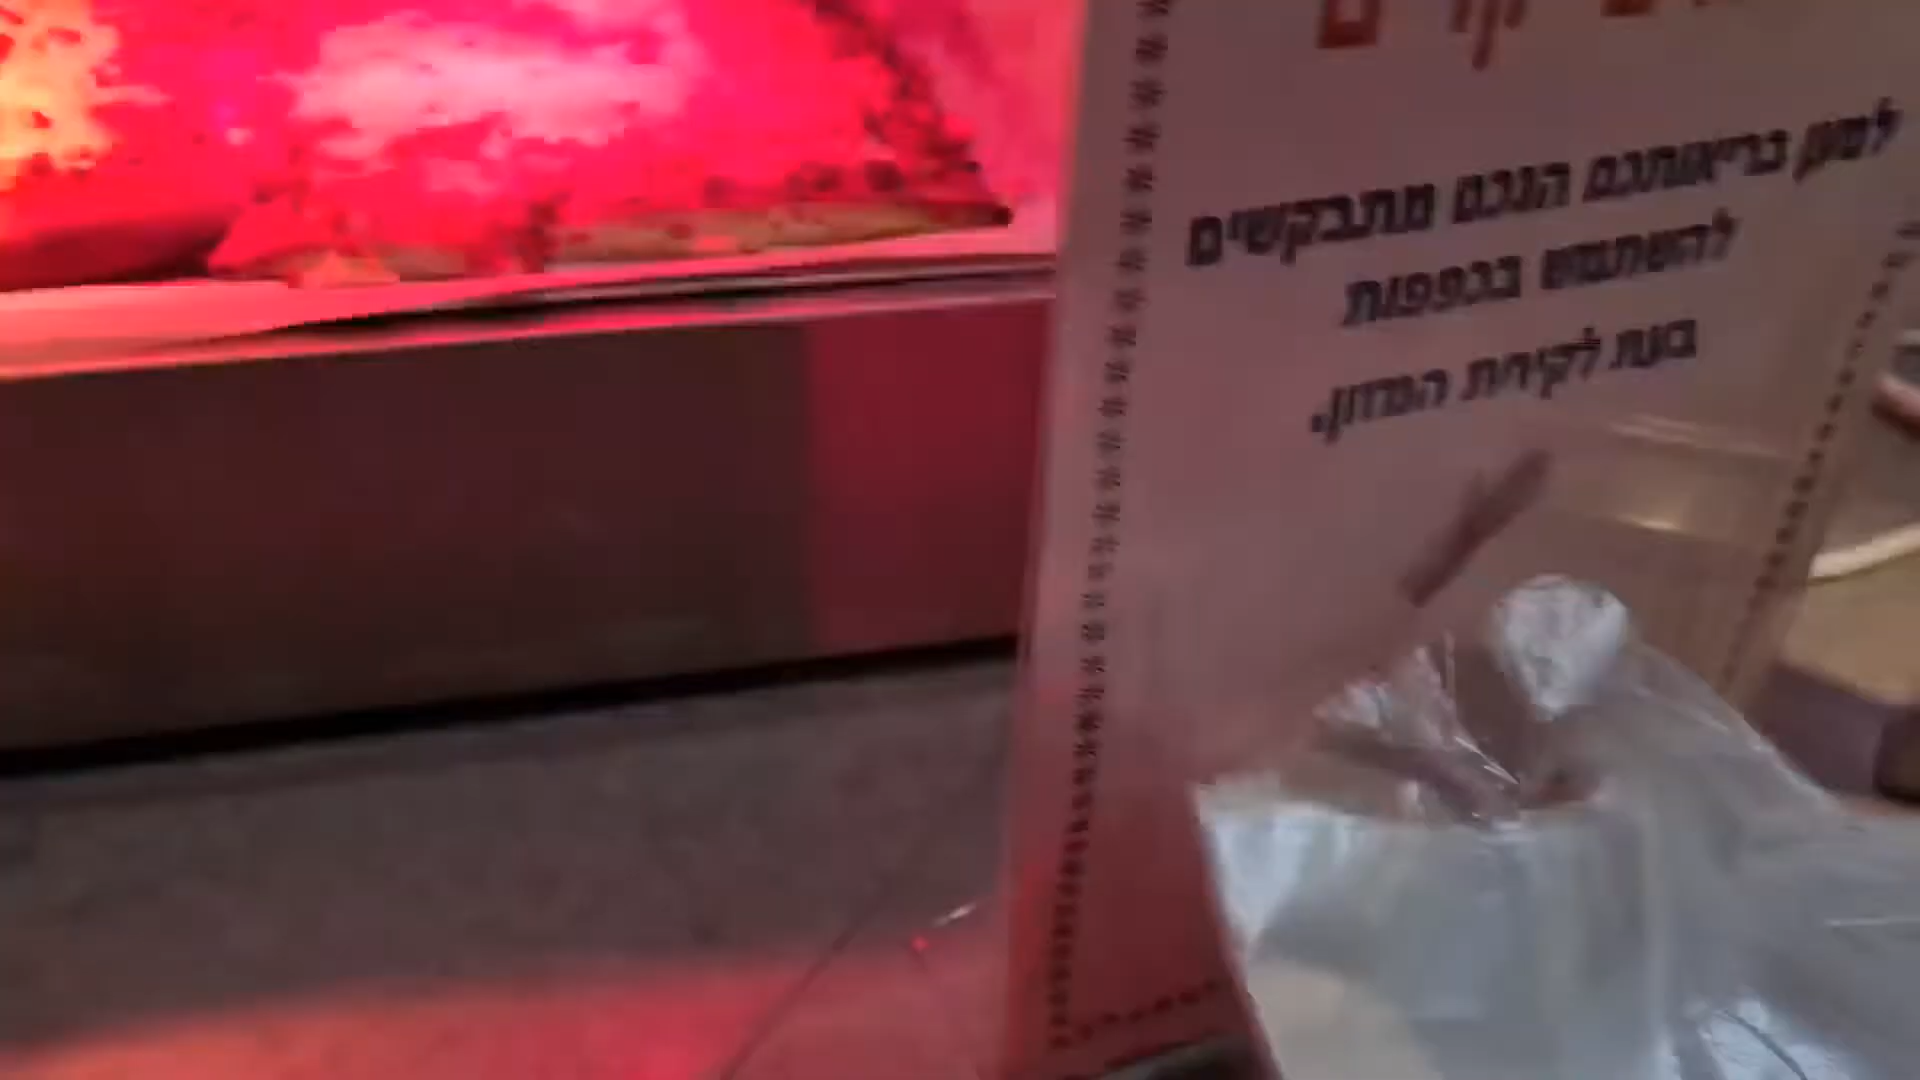 למען בריאותכם הנכם מתבקשים
להשתמש בכפפות
בעת לקיחת המזון.